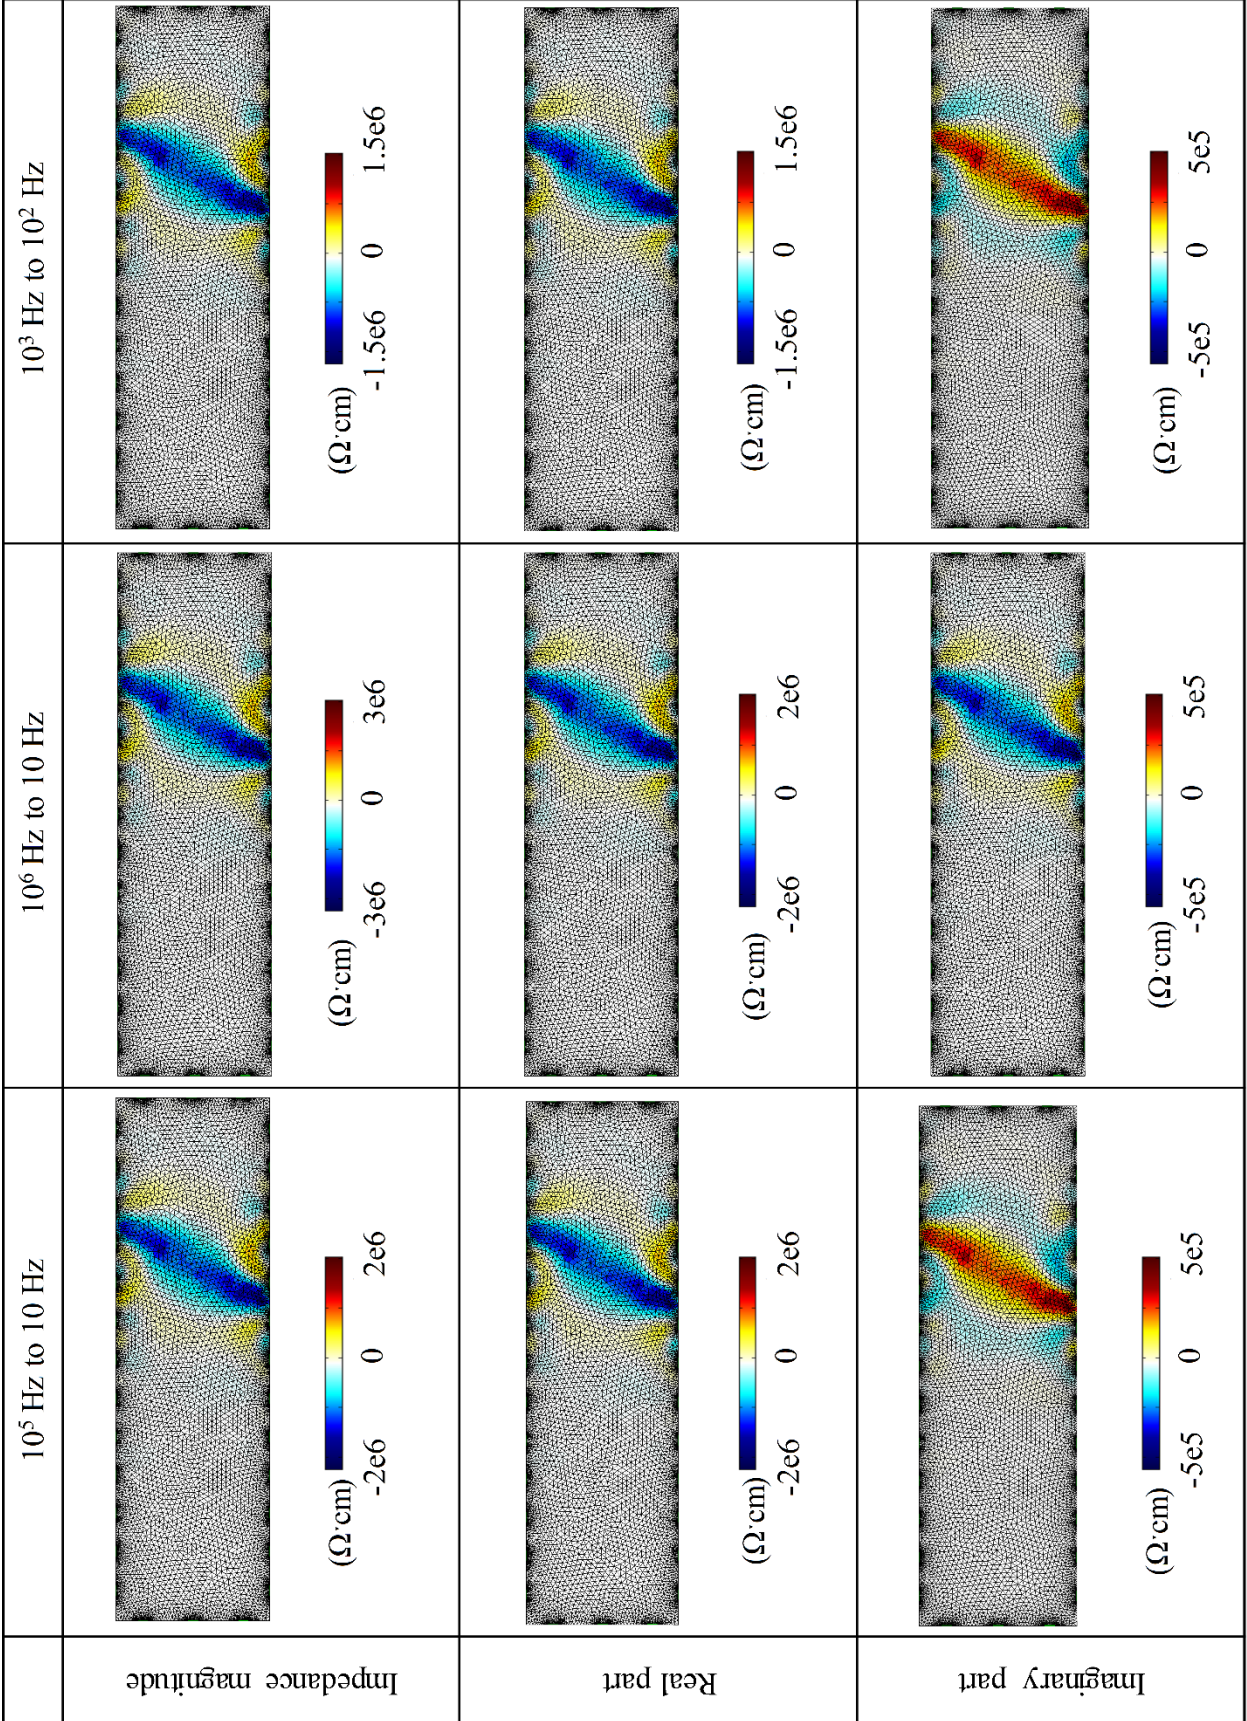 10⁵ Hz to 10 Hz
10⁶ Hz to 10 Hz
10³ Hz to 10² Hz
Impedance magnitude
(Ω·cm)
-2e6 0 2e6
(Ω·cm)
-3e6 0 3e6
(Ω·cm)
-1.5e6 0 1.5e6
Real part
(Ω·cm)
-2e6 0 2e6
(Ω·cm)
-2e6 0 2e6
(Ω·cm)
-1.5e6 0 1.5e6
Imaginary part
(Ω·cm)
-5e5 0 5e5
(Ω·cm)
-5e5 0 5e5
(Ω·cm)
-5e5 0 5e5